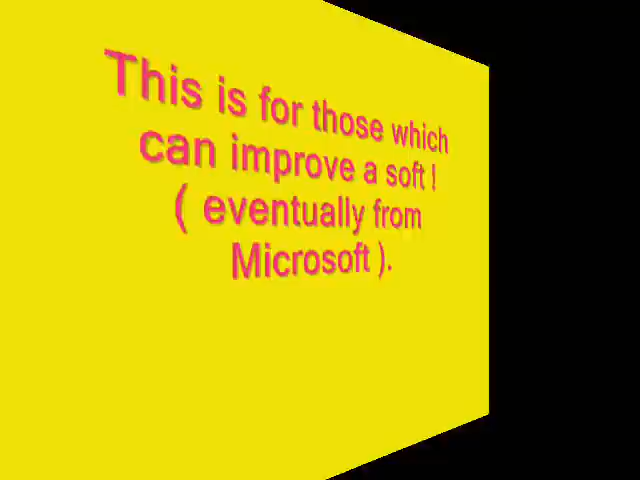 This is for those which
can improve a soft !
( eventually from
Microsoft ).